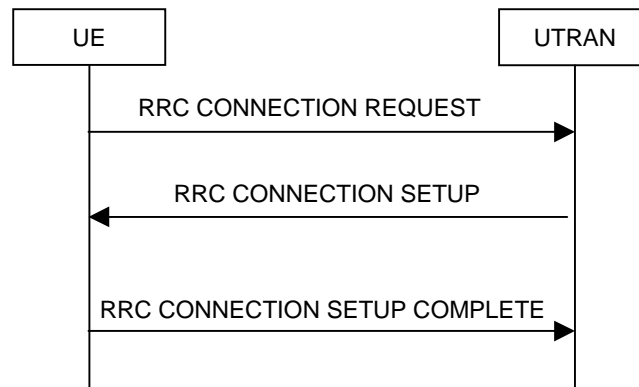 UE
UTRAN
RRC CONNECTION REQUEST
RRC CONNECTION SETUP
RRC CONNECTION SETUP COMPLETE